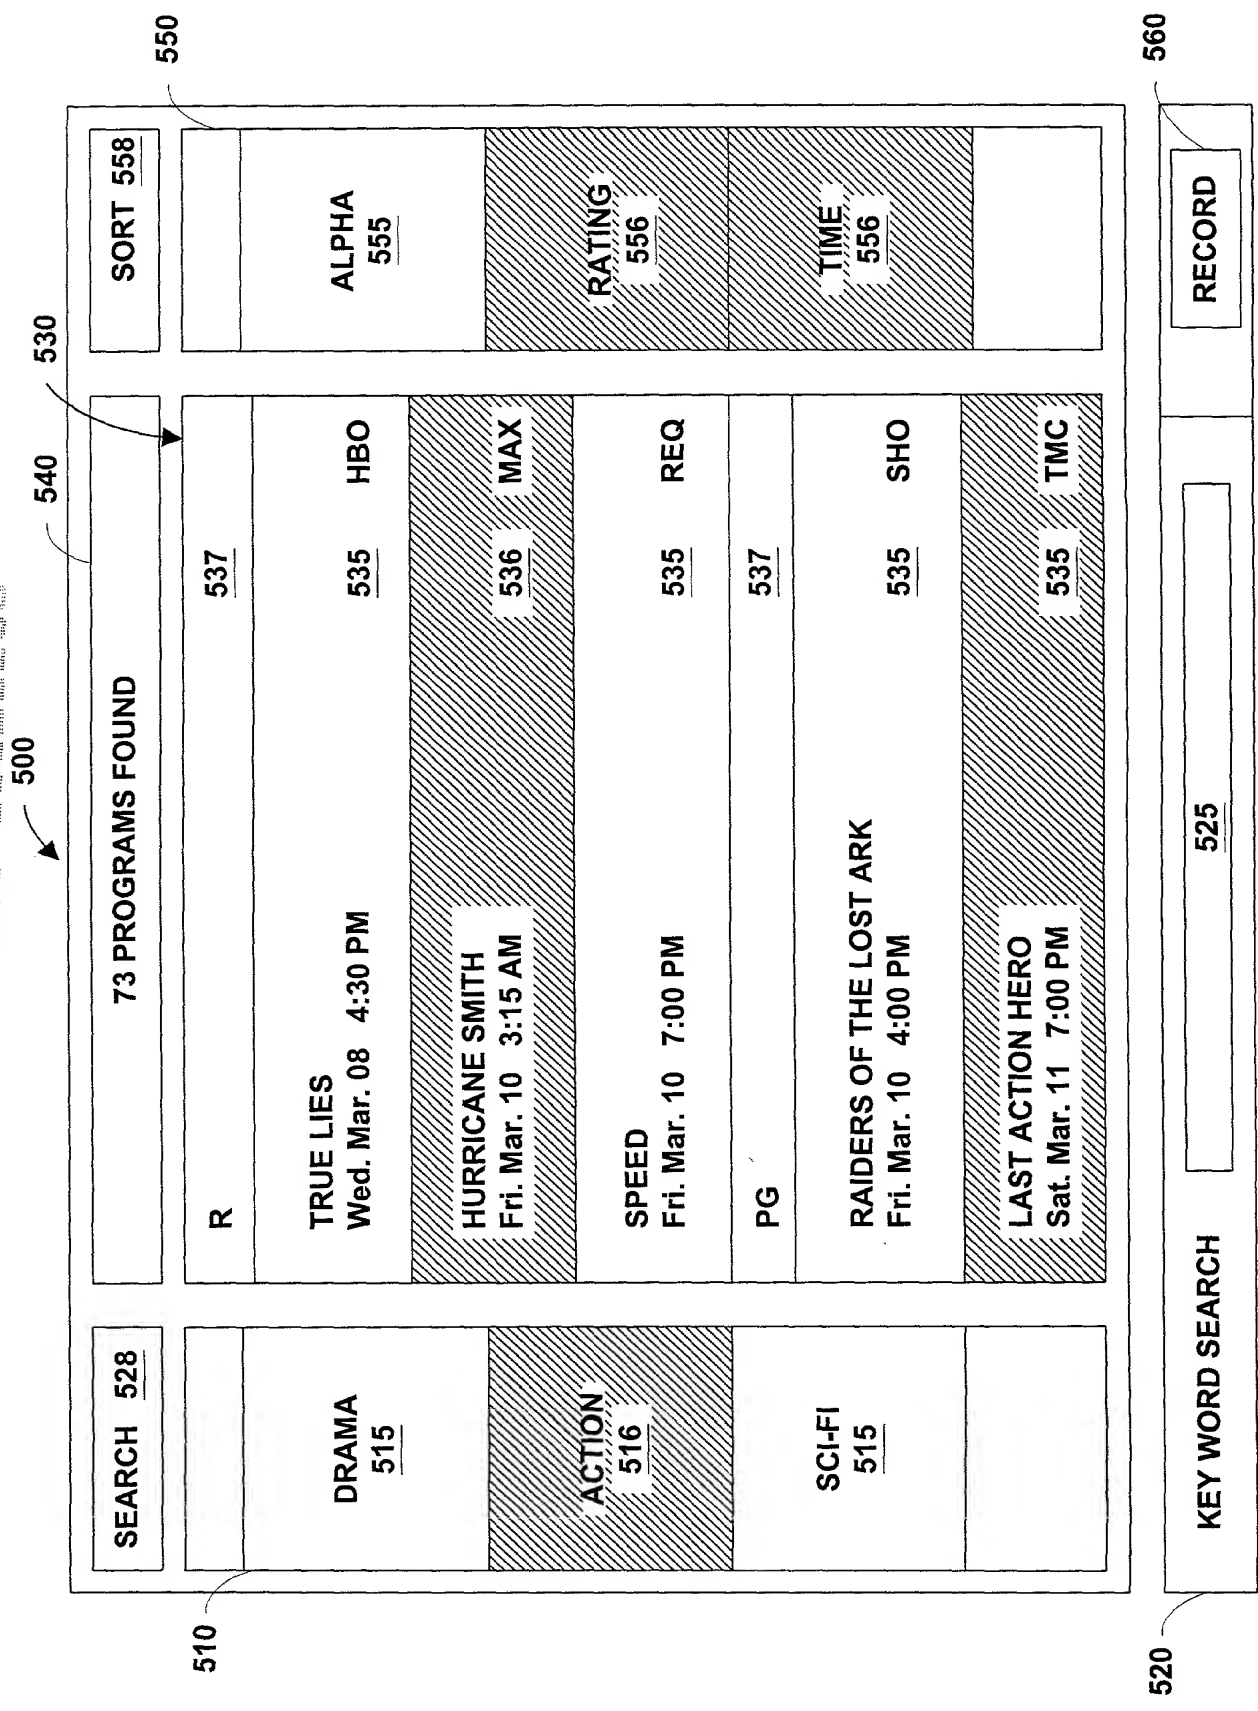 500
530
540
550
SEARCH 528
73 PROGRAMS FOUND
SORT 558
510
DRAMA
515
ACTION
516
SCI-FI
515
R 537
TRUE LIES
Wed. Mar. 08 4:30 PM 535 HBO
HURRICANE SMITH
Fri. Mar. 10 3:15 AM 536 MAX
SPEED
Fri. Mar. 10 7:00 PM 535 REQ
PG 537
RAIDERS OF THE LOST ARK
Fri. Mar. 10 4:00 PM 535 SHO
LAST ACTION HERO
Sat. Mar. 11 7:00 PM 535 TMC
ALPHA
555
RATING
556
TIME
556
520
KEY WORD SEARCH 525
RECORD
560